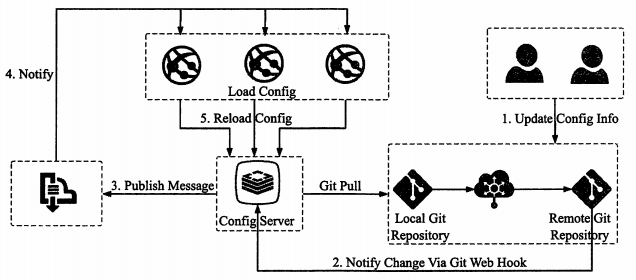 4. Notify
Load Config
5. Reload Config
1. Update Config Info
3. Publish Message
Git Pull
Config Server
Local Git
Repository
Remote Git
Repository
2. Notify Change Via Git Web Hook